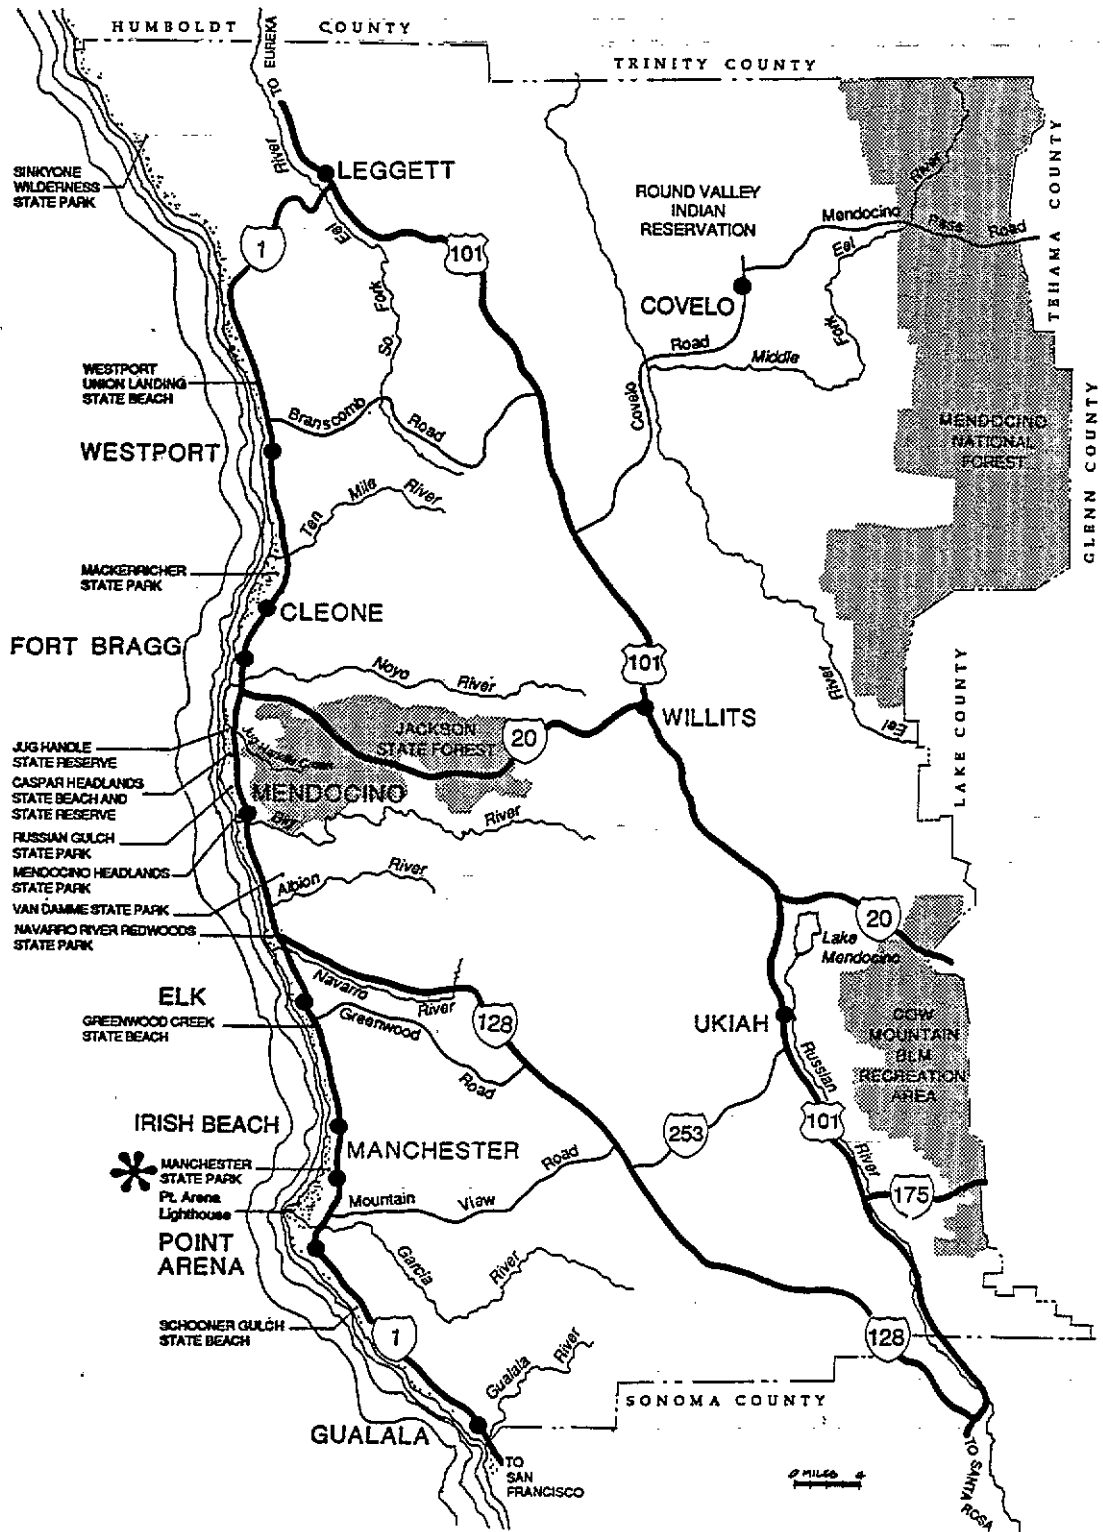 HUMBOLDT COUNTY
TRINITY COUNTY
TO EUREKA
River
LEGGETT
SINKYONE
WILDERNESS
STATE PARK
ROUND VALLEY
INDIAN
RESERVATION
Mendocino Pass Road
River
TEHAMA COUNTY
1
Eel
101
Eel
COVELO
Fork
So.
Road
Middle
Fork
Covelo
WESTPORT
UNION LANDING
STATE BEACH
Branscomb Road
MENDOCINO
NATIONAL
FOREST
GLENN COUNTY
WESTPORT
Ten Mile River
MACKERRICHER
STATE PARK
CLEONE
FORT BRAGG
Noyo River
101
River
Eel
LAKE COUNTY
WILLITS
JACKSON
STATE FOREST
20
JUG HANDLE
STATE RESERVE
Jug Handle Creek
CASPAR HEADLANDS
STATE BEACH AND
STATE RESERVE
MENDOCINO
Big River
RUSSIAN GULCH
STATE PARK
MENDOCINO HEADLANDS
STATE PARK
Albion River
VAN DAMME STATE PARK
NAVARRO RIVER REDWOODS
STATE PARK
20
Lake
Mendocino
Navarro River
ELK
GREENWOOD CREEK
STATE BEACH
Greenwood Road
128
UKIAH
COW
MOUNTAIN
BLM
RECREATION
AREA
Russian River
101
IRISH BEACH
253
MANCHESTER
MANCHESTER
STATE PARK
Mountain Viaw Road
175
Pt. Arena
Lighthouse
POINT
ARENA
Garcia River
SCHOONER GULCH
STATE BEACH
1
128
Gualala River
SONOMA COUNTY
GUALALA
TO
SAN
FRANCISCO
0 MILES 4
TO SANTA
ROSA